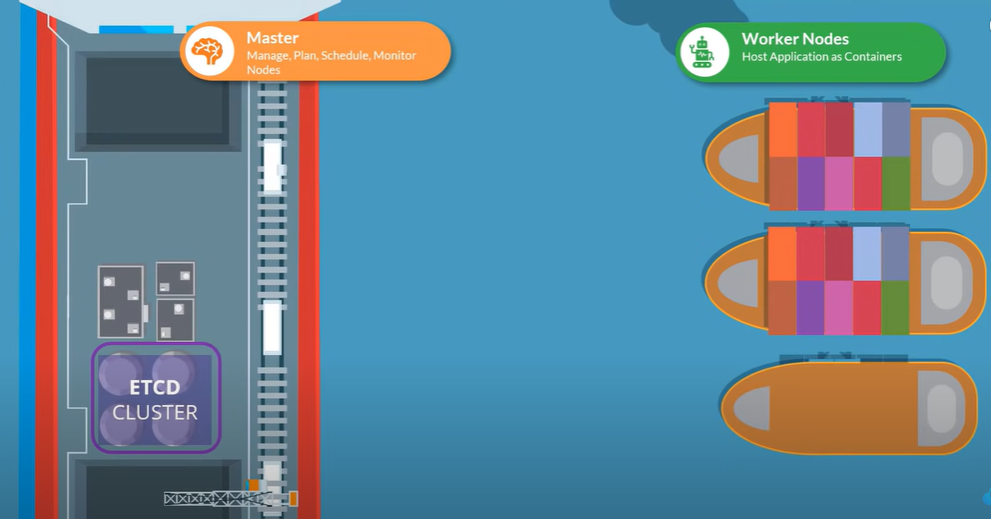 Master
Manage, Plan, Schedule, Monitor
Nodes
Worker Nodes
Host Application as Containers
ETCD
CLUSTER